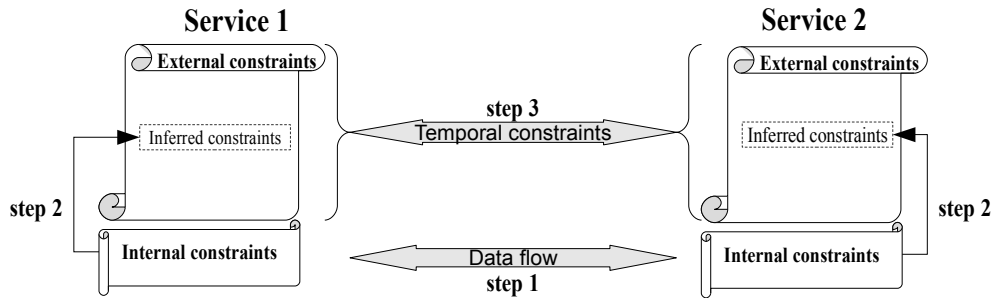 Service 1
Service 2
External constraints
External constraints
step 3
Temporal constraints
Inferred constraints
Inferred constraints
step 2
step 2
Internal constraints
Data flow
Internal constraints
step 1